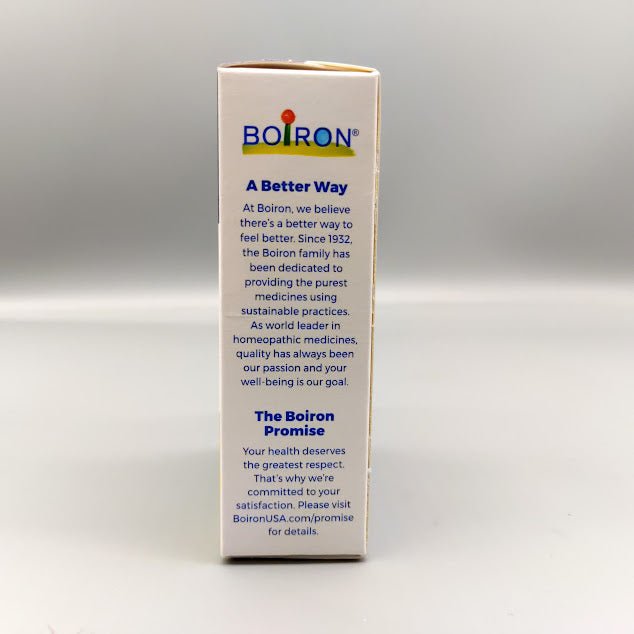 BOIRON®
A Better Way
At Boiron, we believe
there's a better way to
feel better. Since 1932,
the Boiron family has
been dedicated to
providing the purest
medicines using
sustainable practices.
As world leader in
homeopathic medicines,
quality has always been
our passion and your
well-being is our goal.
The Boiron
Promise
Your health deserves
the greatest respect.
That's why we're
committed to your
satisfaction. Please visit
BoironUSA.com/promise
for details.